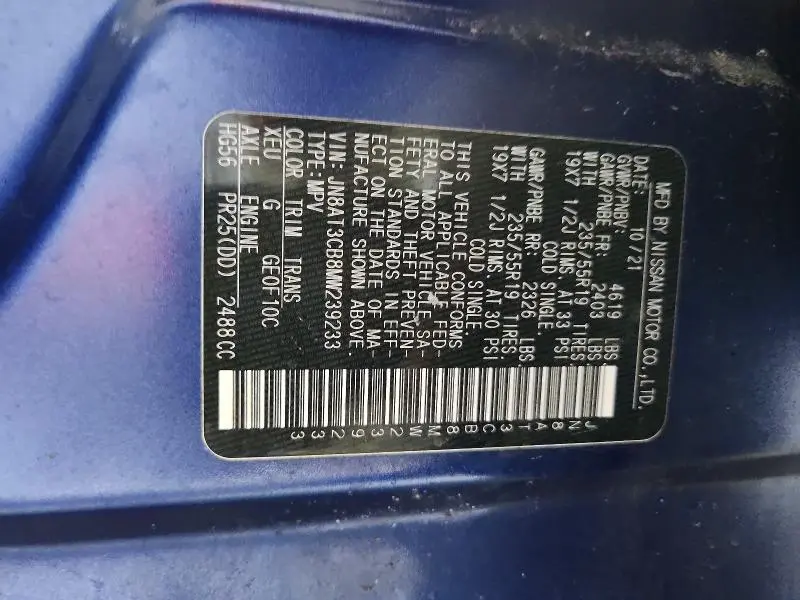 MFD BY NISSAN MOTOR CO.,LTD.
DATE: 10/21
GVWR/PNBV: 4619 LBS
GAWR/PNBE FR: 2403 LBS
WITH 235/55R19 TIRES:
19X7 1/2J RIMS AT 33 PSI
COLD SINGLE.
GAWR/PNBE RR: 2326 LBS
WITH 235/55R19 TIRES:
19X7 1/2J RIMS AT 30 PSI
COLD SINGLE.
THIS VEHICLE CONFORMS
TO ALL APPLICABLE FED-
ERAL MOTOR VEHICLE SA-
FETY AND THEFT PREVEN-
TION STANDARDS IN EFF-
ECT ON THE DATE OF MA-
NUFACTURE SHOWN ABOVE.
VIN: JN8AT3CB8MW239233
TYPE:MPV
COLOR TRIM TRANS
XEU G GE0F10C
AXLE ENGINE
HG56 PR25(DD) 2488CC
JN8AT3CB8MW239233